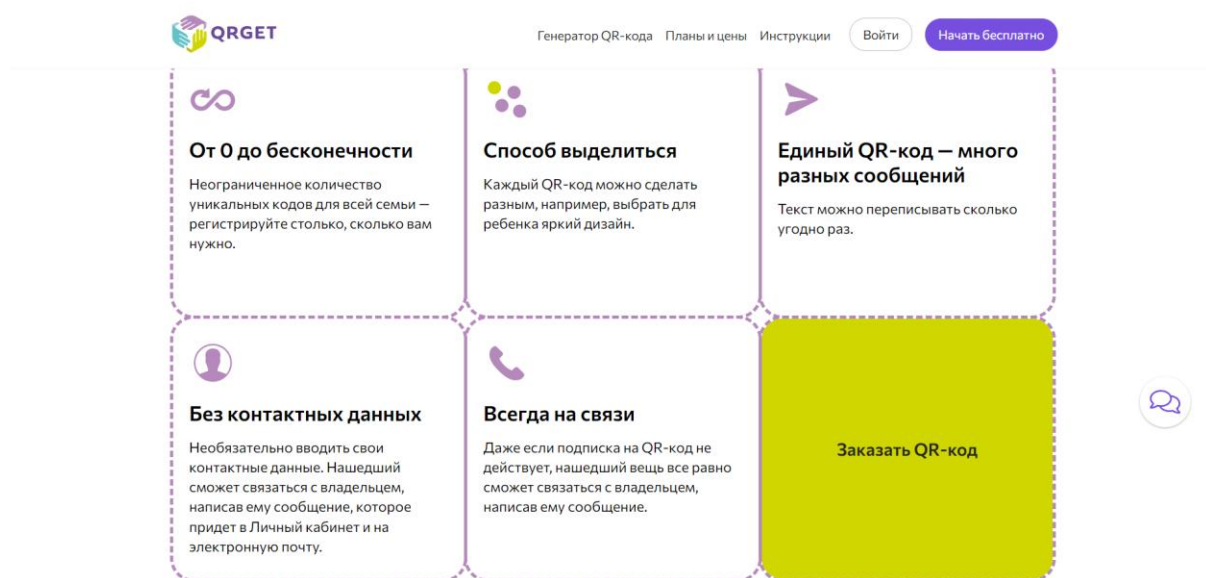 QRGET
Генератор QR-кода Планы и цены Инструкции Войти Начать бесплатно
От 0 до бесконечности
Неограниченное количество
уникальных кодов для всей семьи —
регистрируйте столько, сколько вам
нужно.
Способ выделиться
Каждый QR-код можно сделать
разным, например, выбрать для
ребенка яркий дизайн.
Единый QR-код — много
разных сообщений
Текст можно переписывать сколько
угодно раз.
Без контактных данных
Необязательно вводить свои
контактные данные. Нашедший
сможет связаться с владельцем,
написав ему сообщение, которое
придет в Личный кабинет и на
электронную почту.
Всегда на связи
Даже если подписка на QR-код не
действует, нашедший вещь все равно
сможет связаться с владельцем,
написав ему сообщение.
Заказать QR-код